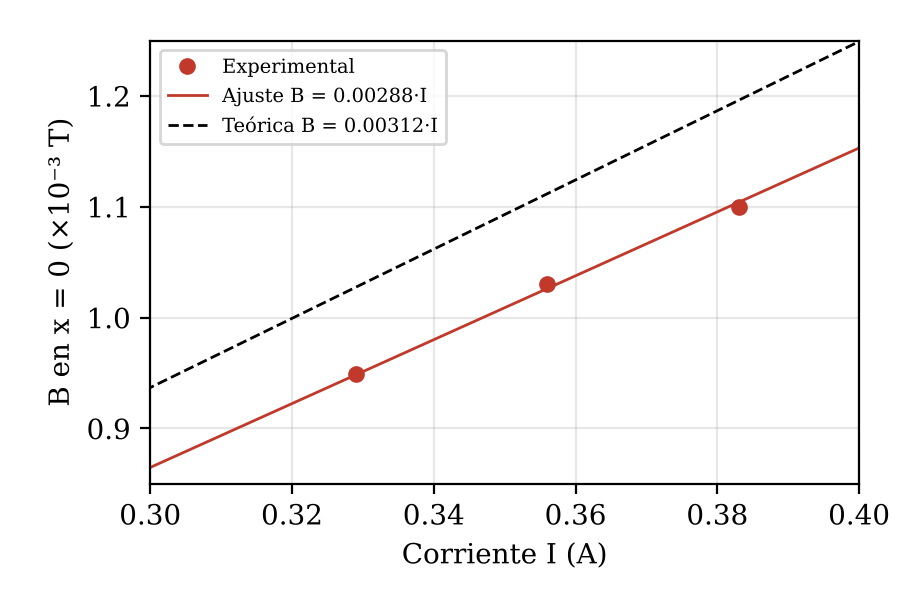 Experimental
Ajuste B = 0.00288·I
Teórica B = 0.00312·I
B en x = 0 (×10⁻³ T)
1.2
1.1
1.0
0.9
0.30 0.32 0.34 0.36 0.38 0.40
Corriente I (A)